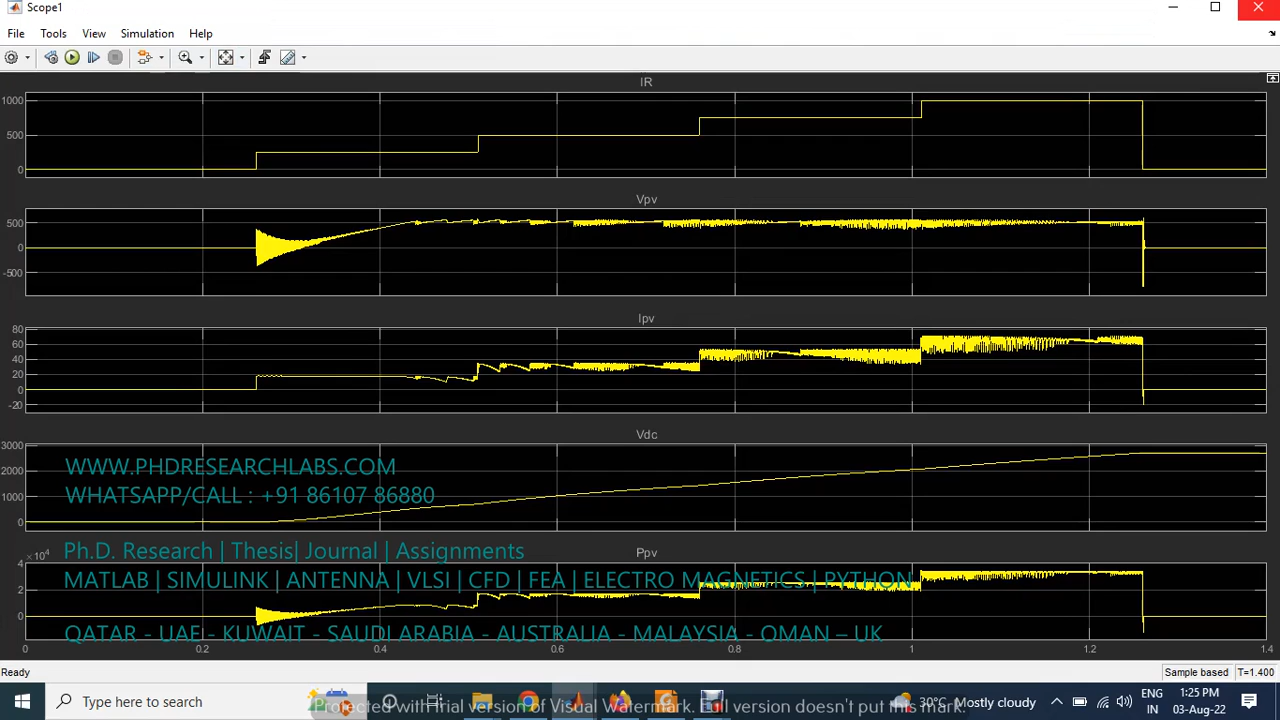 Scope1
File Tools View Simulation Help
IR
1000
500
0
Vpv
500
0
-500
Ipv
80
60
40
20
0
-20
Vdc
3000
2000
1000
0
WWW.PHDRESEARCHLABS.COM
WHATSAPP/CALL : +91 86107 86880
Ph.D. Research | Thesis| Journal | Assignments
×10^4
Ppv
4
2
0
MATLAB | SIMULINK | ANTENNA | VLSI | CFD | FEA | ELECTRO MAGNETICS | PYTHON
QATAR - UAE - KUWAIT - SAUDI ARABIA - AUSTRALIA - MALAYSIA - OMAN – UK
0 0.2 0.4 0.6 0.8 1 1.2 1.4
Ready
Sample based T=1.400
Type here to search
30°C Mostly cloudy
ENG
IN
1:25 PM
03-Aug-22
Protected with trial version of Visual Watermark. Full version doesn't put this mark.